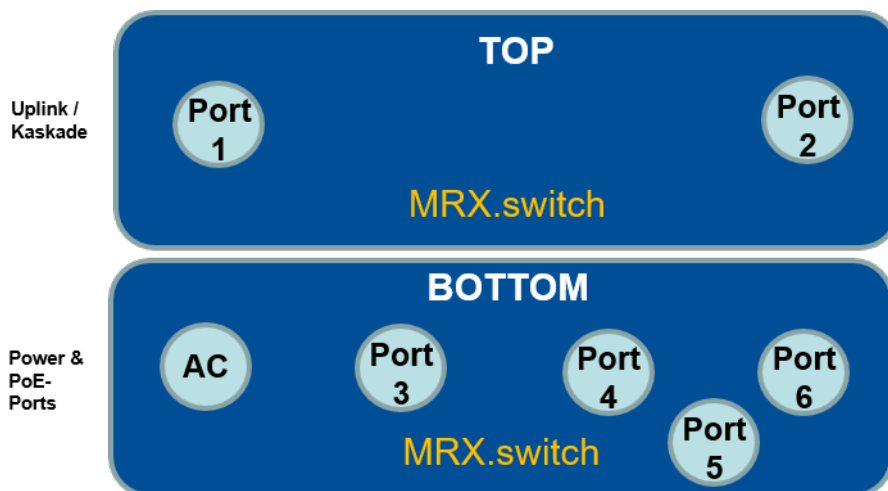 TOP
Uplink /
Kaskade
Port
1
Port
2
MRX.switch
BOTTOM
Power &
PoE-
Ports
AC
Port
3
Port
4
Port
5
Port
6
MRX.switch